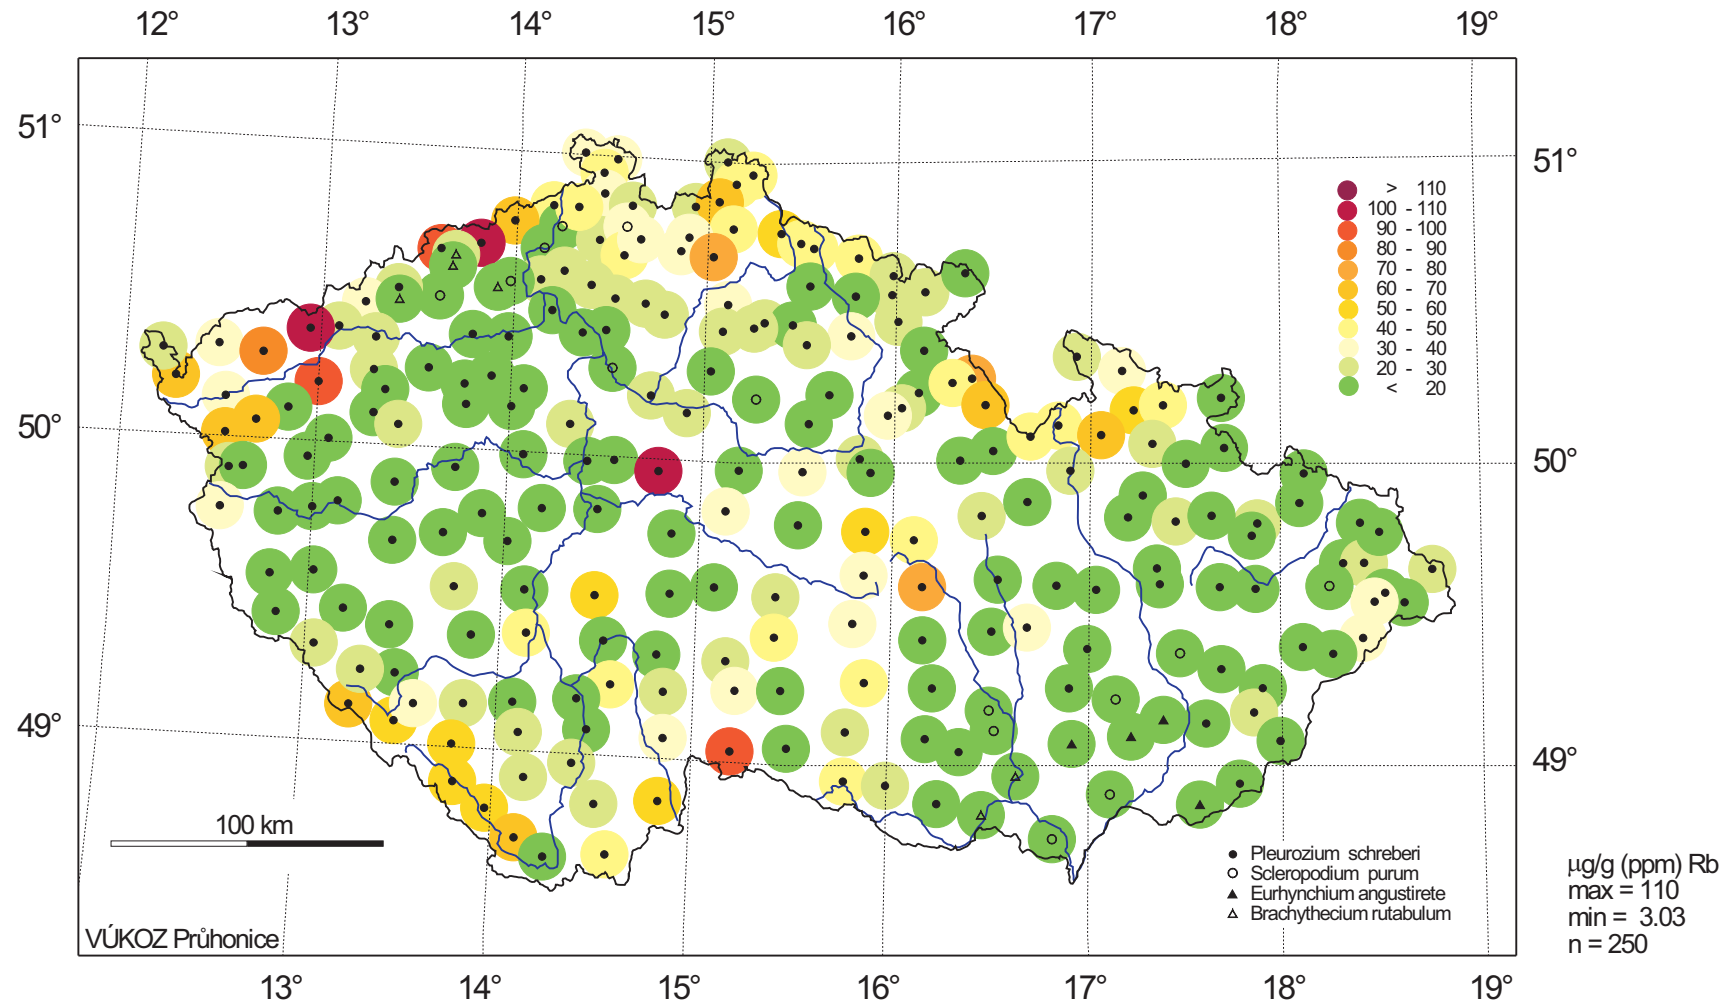 12° 13° 14° 15° 16° 17° 18° 19°
51°
51°
> 110
100 - 110
90 - 100
80 - 90
70 - 80
60 - 70
50 - 60
40 - 50
30 - 40
20 - 30
< 20
50°
50°
49°
49°
100 km
Pleurozium schreberi
Scleropodium purum
Eurhynchium angustirete
Brachythecium rutabulum
µg/g (ppm) Rb
max = 110
min = 3.03
n = 250
VÚKOZ Průhonice
13° 14° 15° 16° 17° 18° 19°